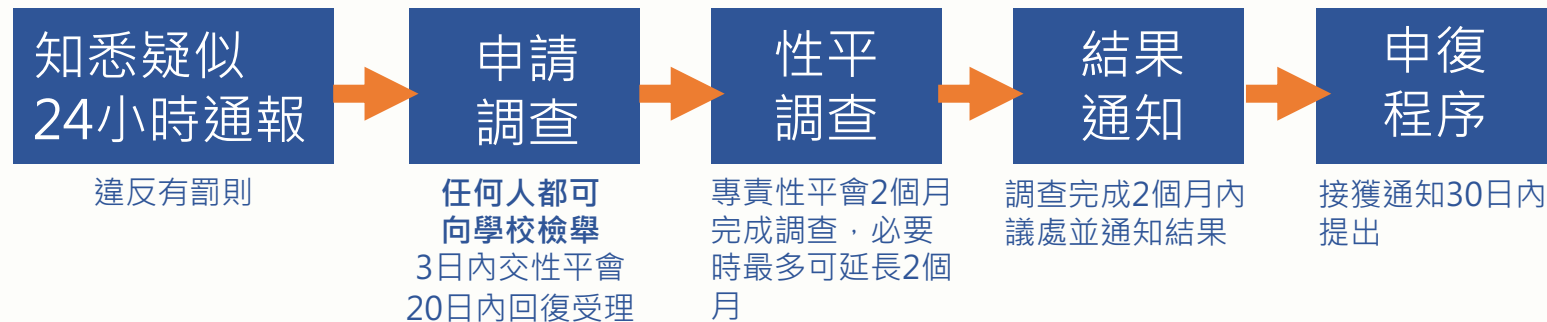 知悉疑似
24小時通報
違反有罰則
申請
調查
任何人都可
向學校檢舉
3日內交性平會
20日內回復受理
性平
調查
專責性平會2個月
完成調查，必要
時最多可延長2個
月
結果
通知
調查完成2個月內
議處並通知結果
申復
程序
接獲通知30日內
提出